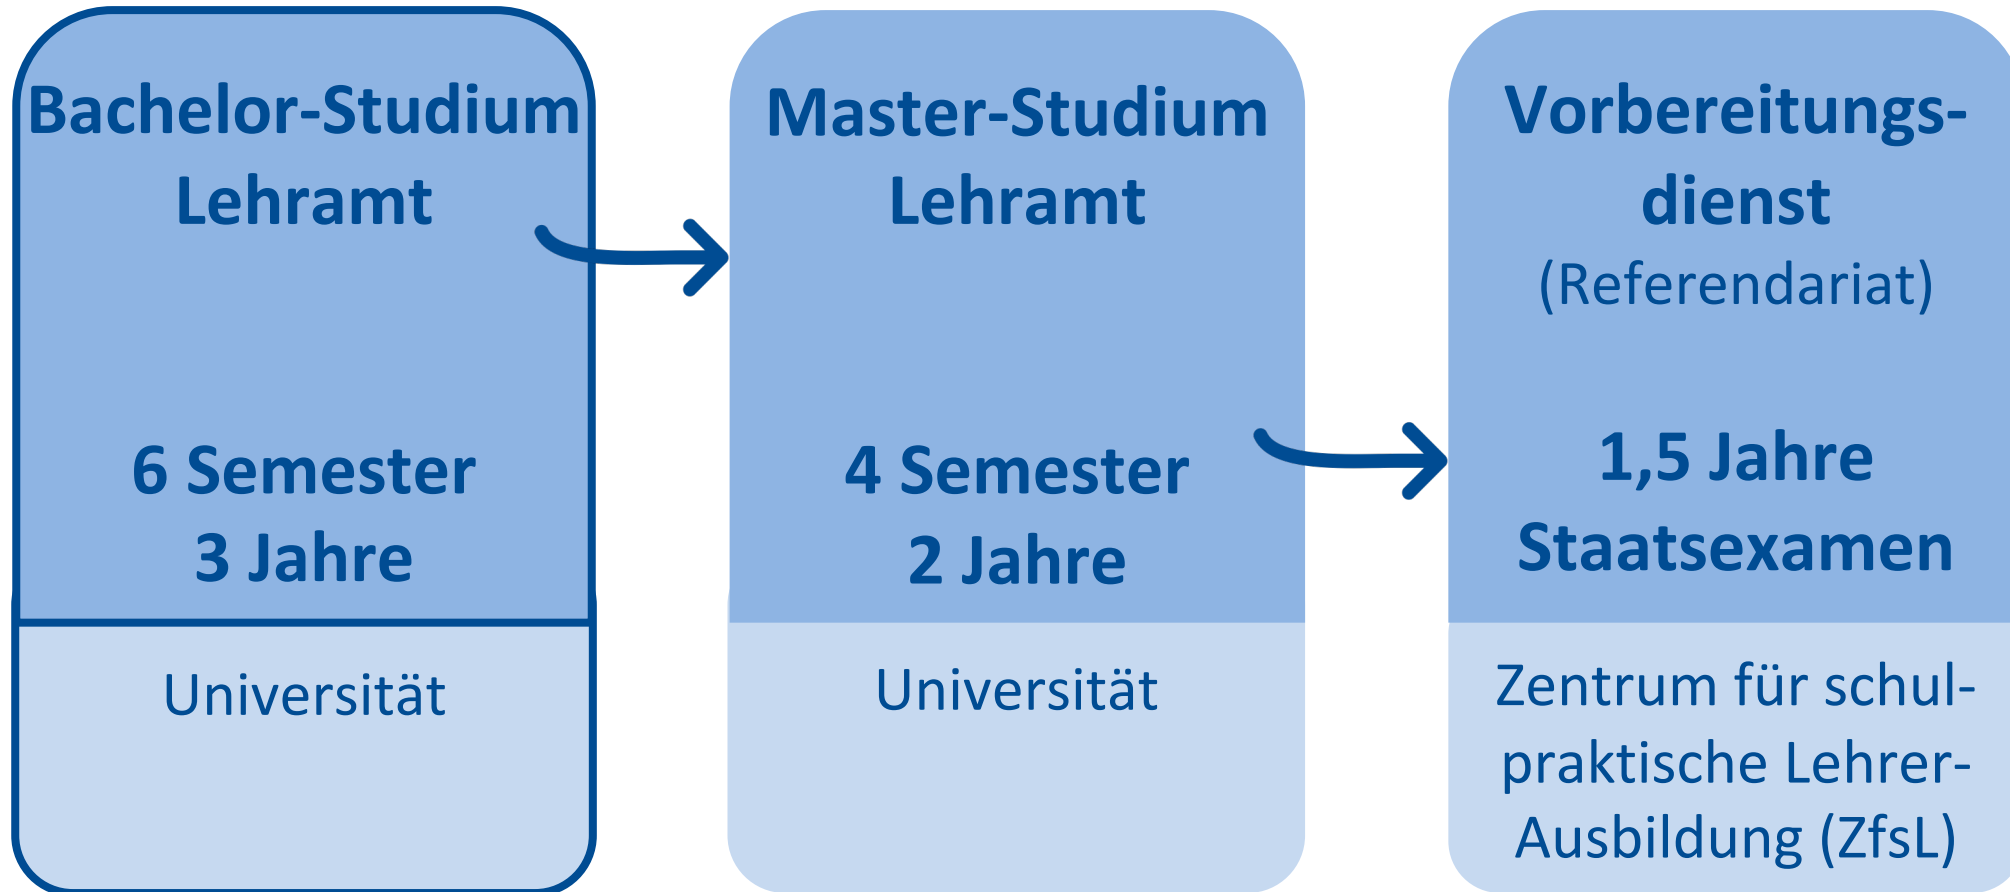 Bachelor-Studium
Lehramt
6 Semester
3 Jahre
Universität
Master-Studium
Lehramt
4 Semester
2 Jahre
Universität
Vorbereitungs-
dienst
(Referendariat)
1,5 Jahre
Staatsexamen
Zentrum für schul-
praktische Lehrer-
Ausbildung (ZfsL)